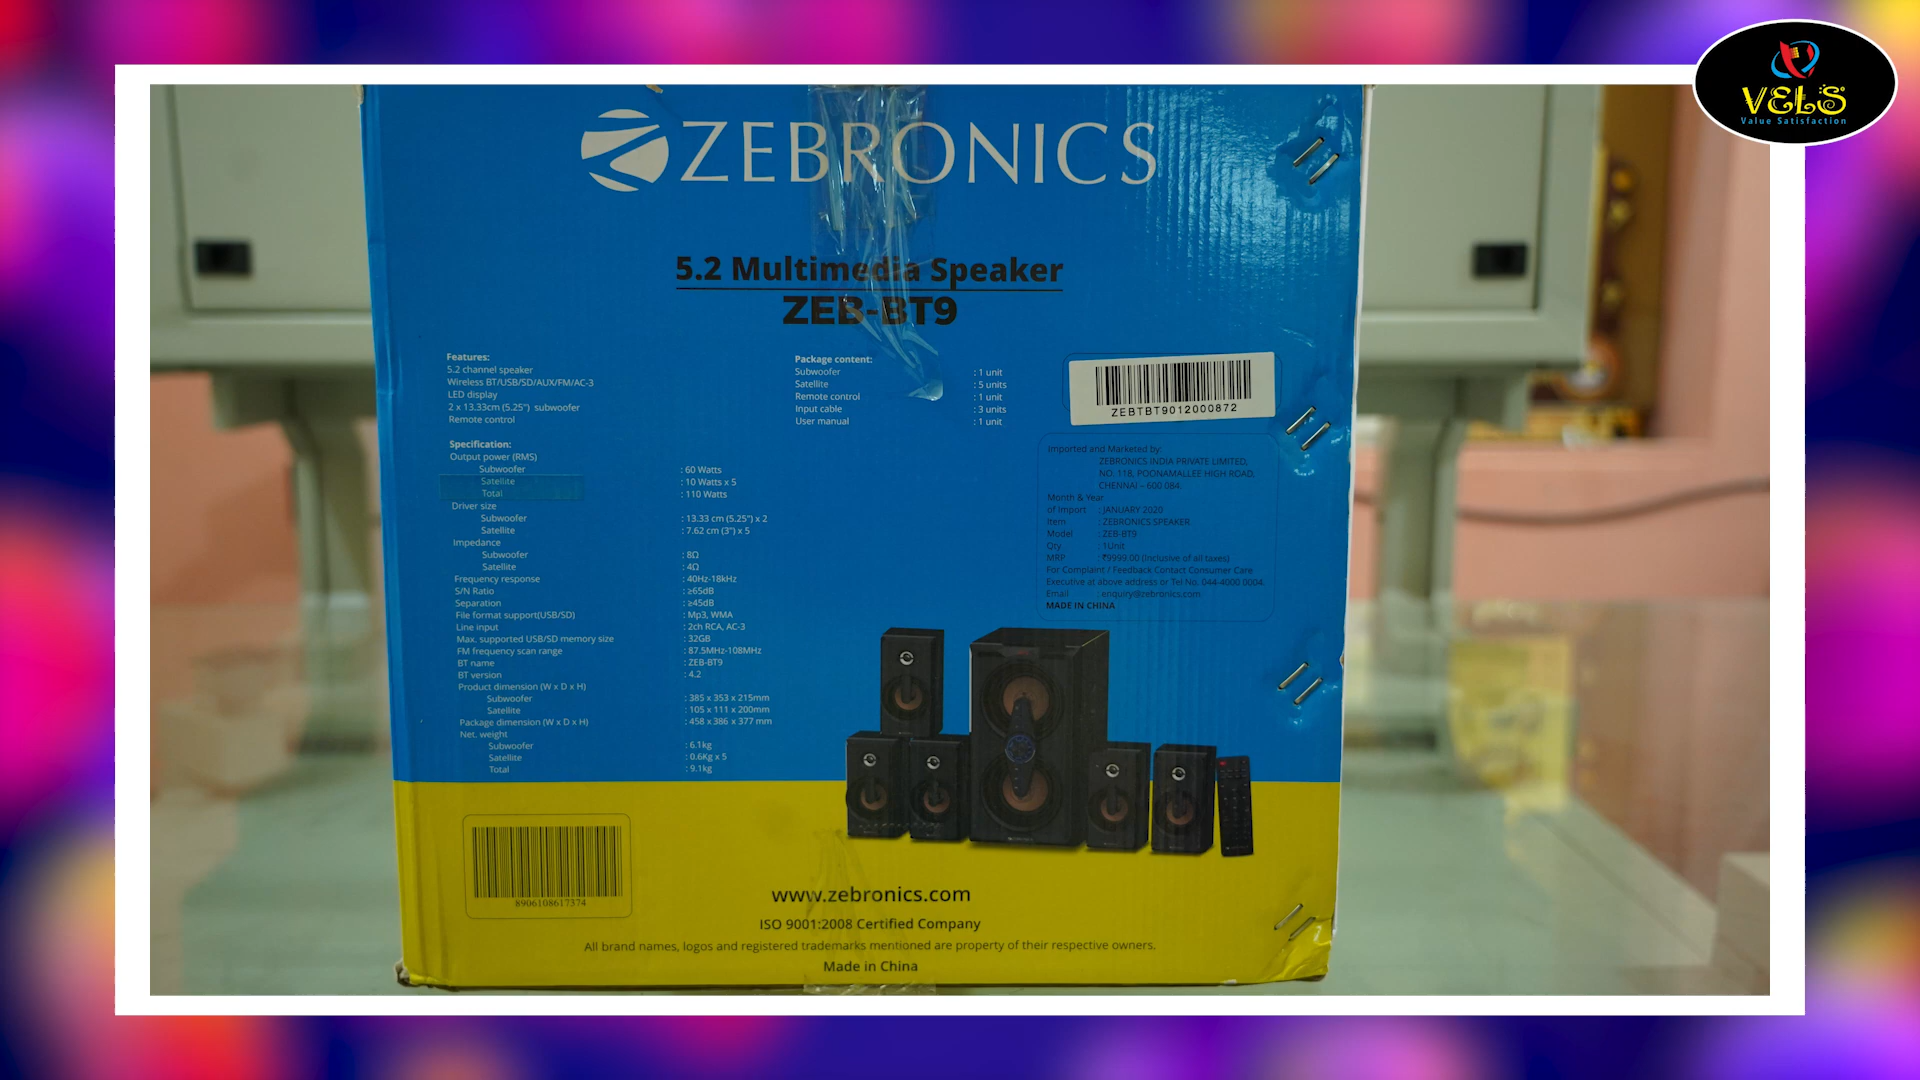 VELS
Value Satisfaction
ZEBRONICS
5.2 Multimedia Speaker
ZEB-BT9
Features:
5.2 channel speaker
Wireless BT/USB/SD/AUX/FM/AC-3
LED display
2 x 13.33cm (5.25") subwoofer
Remote control
Specification:
Output power (RMS)
Subwoofer : 60 Watts
Satellite : 10 Watts x 5
Total : 110 Watts
Driver size
Subwoofer : 13.33 cm (5.25") x 2
Satellite : 7.62 cm (3") x 5
Impedance
Subwoofer : 8Ω
Satellite : 4Ω
Frequency response : 40Hz-18kHz
S/N Ratio : ≥65dB
Separation : ≥45dB
File format support(USB/SD) : Mp3, WMA
Line input : 2ch RCA, AC-3
Max. supported USB/SD memory size : 32GB
FM frequency scan range : 87.5MHz-108MHz
BT name : ZEB-BT9
BT version : 4.2
Product dimension (W x D x H)
Subwoofer : 385 x 353 x 215mm
Satellite : 105 x 111 x 200mm
Package dimension (W x D x H) : 458 x 386 x 377 mm
Net. weight
Subwoofer : 6.1kg
Satellite : 0.6Kg x 5
Total : 9.1kg
Package content:
Subwoofer : 1 unit
Satellite : 5 units
Remote control : 1 unit
Input cable : 3 units
User manual : 1 unit
ZEBTBT9012000872
Imported and Marketed by:
ZEBRONICS INDIA PRIVATE LIMITED,
NO. 118, POONAMALLEE HIGH ROAD,
CHENNAI – 600 084.
Month & Year
of Import : JANUARY 2020
Item : ZEBRONICS SPEAKER
Model : ZEB-BT9
Qty : 1Unit
MRP : ₹9999.00 (Inclusive of all taxes)
For Complaint / Feedback Contact Consumer Care
Executive at above address or Tel No. 044-4000 0004.
Email : enquiry@zebronics.com
MADE IN CHINA
8906108617374
www.zebronics.com
ISO 9001:2008 Certified Company
All brand names, logos and registered trademarks mentioned are property of their respective owners.
Made in China